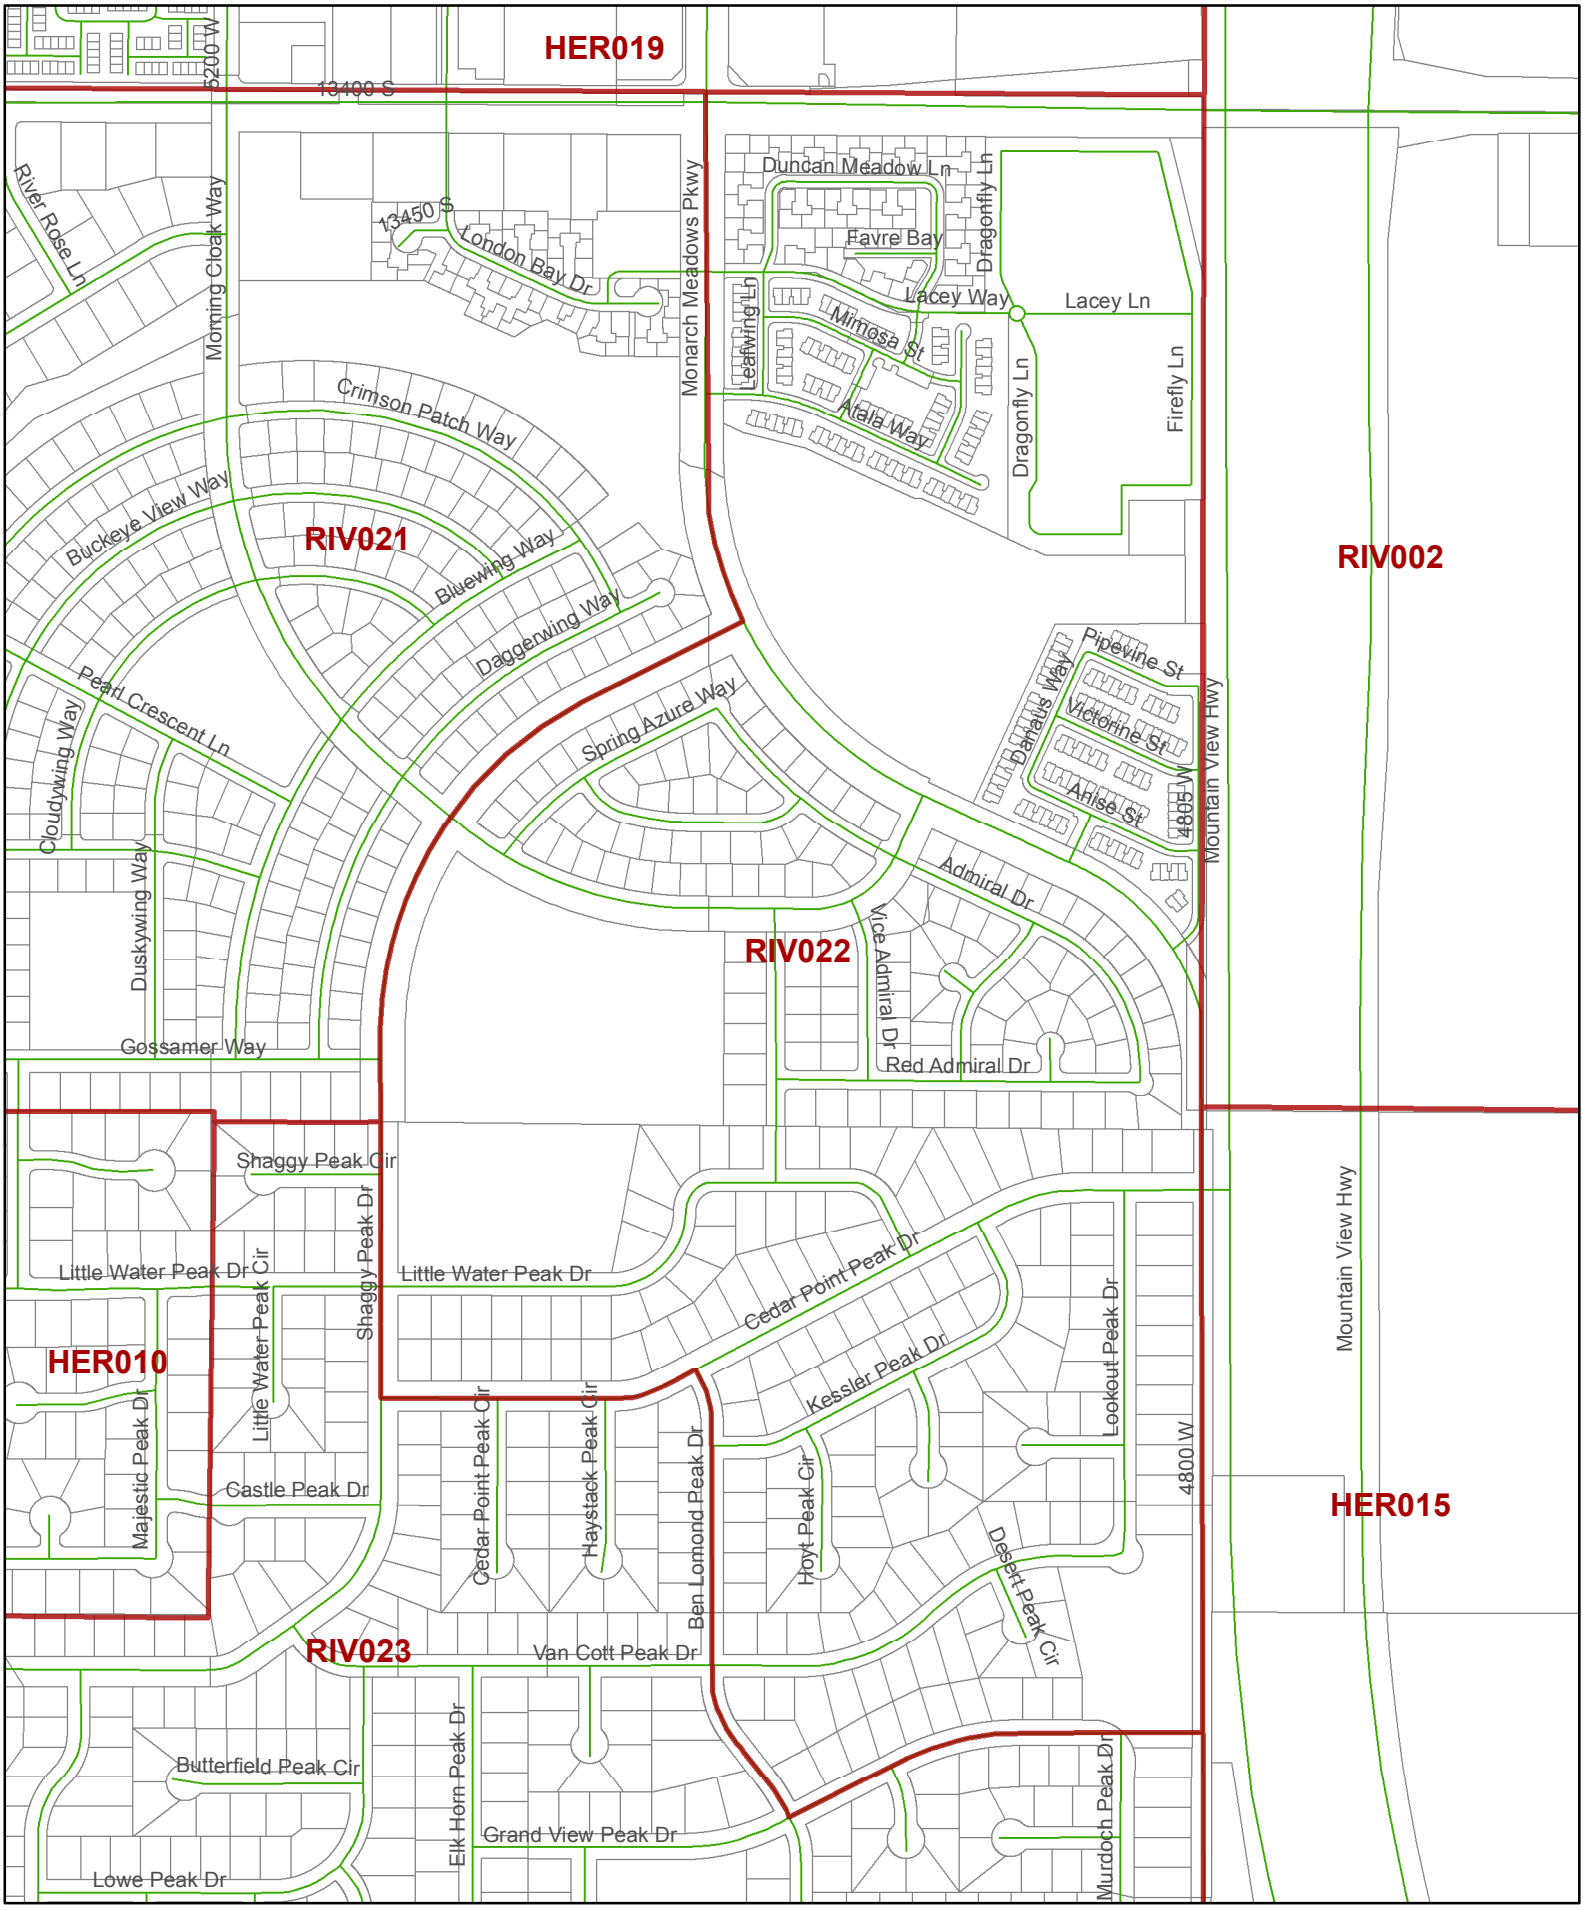 HER019
5200 W
13400 S
River Rose Ln
Morning Cloak Way
13450 S
London Bay Dr
Monarch Meadows Pkwy
Duncan Meadow Ln
Dragonfly Ln
Favre Bay
Lacey Way
Lacey Ln
Leafwing Ln
Mimosa St
Atala Way
Dragonfly Ln
Firefly Ln
Crimson Patch Way
Buckeye View Way
RIV021
Bluewing Way
Daggerwing Way
RIV002
Pearl Crescent Ln
Cloudywing Way
Spring Azure Way
Pipevine St
Danaus Way
Victorine St
Anise St
4805 W
Mountain View Hwy
Duskywing Way
Admiral Dr
Vice Admiral Dr
RIV022
Gossamer Way
Red Admiral Dr
Shaggy Peak Cir
Shaggy Peak Dr
Little Water Peak Dr
Little Water Peak Cir
Little Water Peak Dr
Cedar Point Peak Dr
Mountain View Hwy
HER010
Kessler Peak Dr
Lookout Peak Dr
Majestic Peak Dr
Castle Peak Dr
Cedar Point Peak Cir
Haystack Peak Cir
Ben Lomond Peak Dr
Hoyt Peak Cir
4800 W
HER015
Desert Peak Cir
RIV023
Van Cott Peak Dr
Butterfield Peak Cir
Elk Horn Peak Dr
Murdoch Peak Dr
Grand View Peak Dr
Lowe Peak Dr